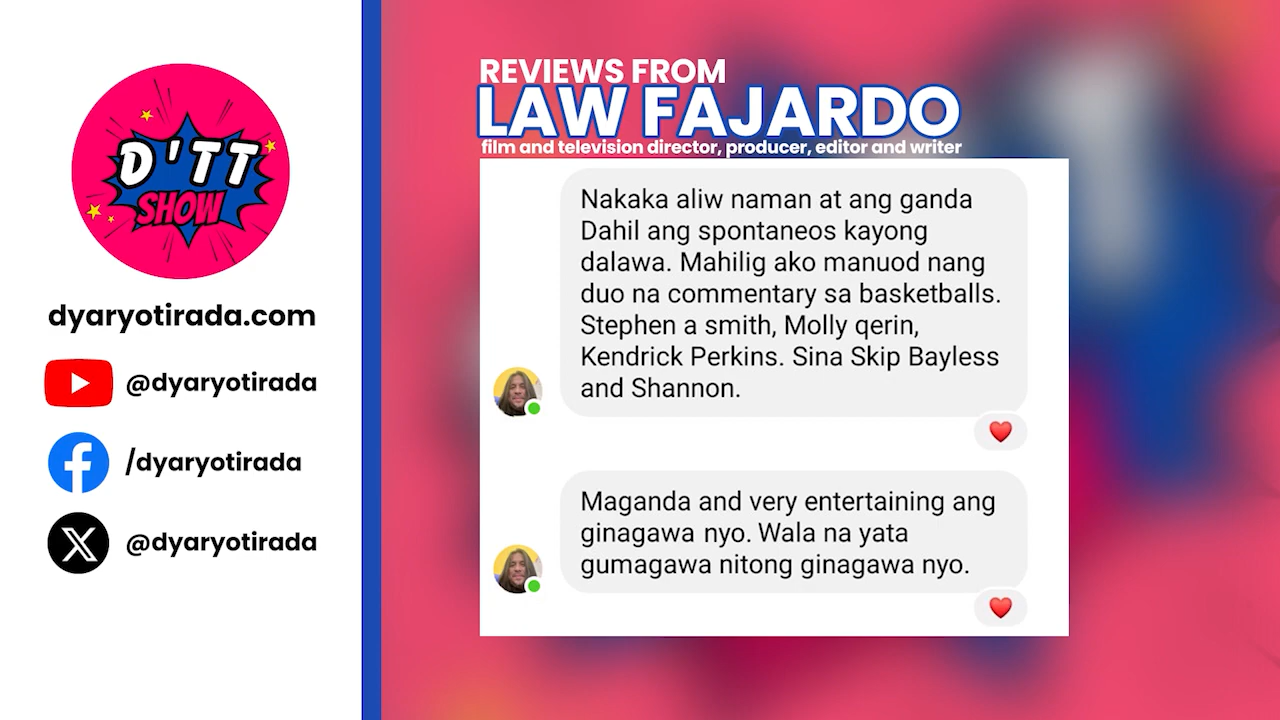 D'TT
SHOW
dyaryotirada.com
@dyaryotirada
/dyaryotirada
@dyaryotirada
REVIEWS FROM
LAW FAJARDO
film and television director, producer, editor and writer
Nakaka aliw naman at ang ganda
Dahil ang spontaneos kayong
dalawa. Mahilig ako manuod nang
duo na commentary sa basketballs.
Stephen a smith, Molly qerin,
Kendrick Perkins. Sina Skip Bayless
and Shannon.
Maganda and very entertaining ang
ginagawa nyo. Wala na yata
gumagawa nitong ginagawa nyo.